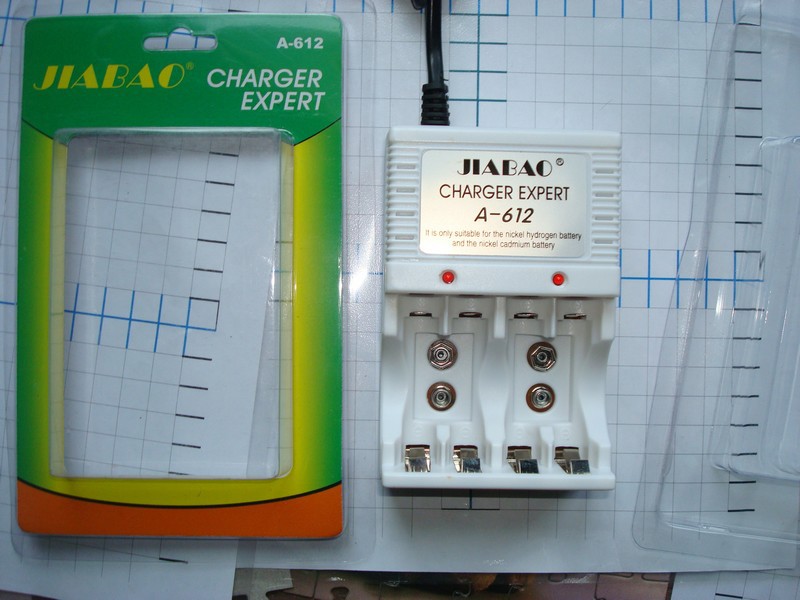 A-612
JIABAO® CHARGER
EXPERT
JIABAO®
CHARGER EXPERT
A-612
It is only suitable for the nickel hydrogen battery
and the nickel cadmium battery